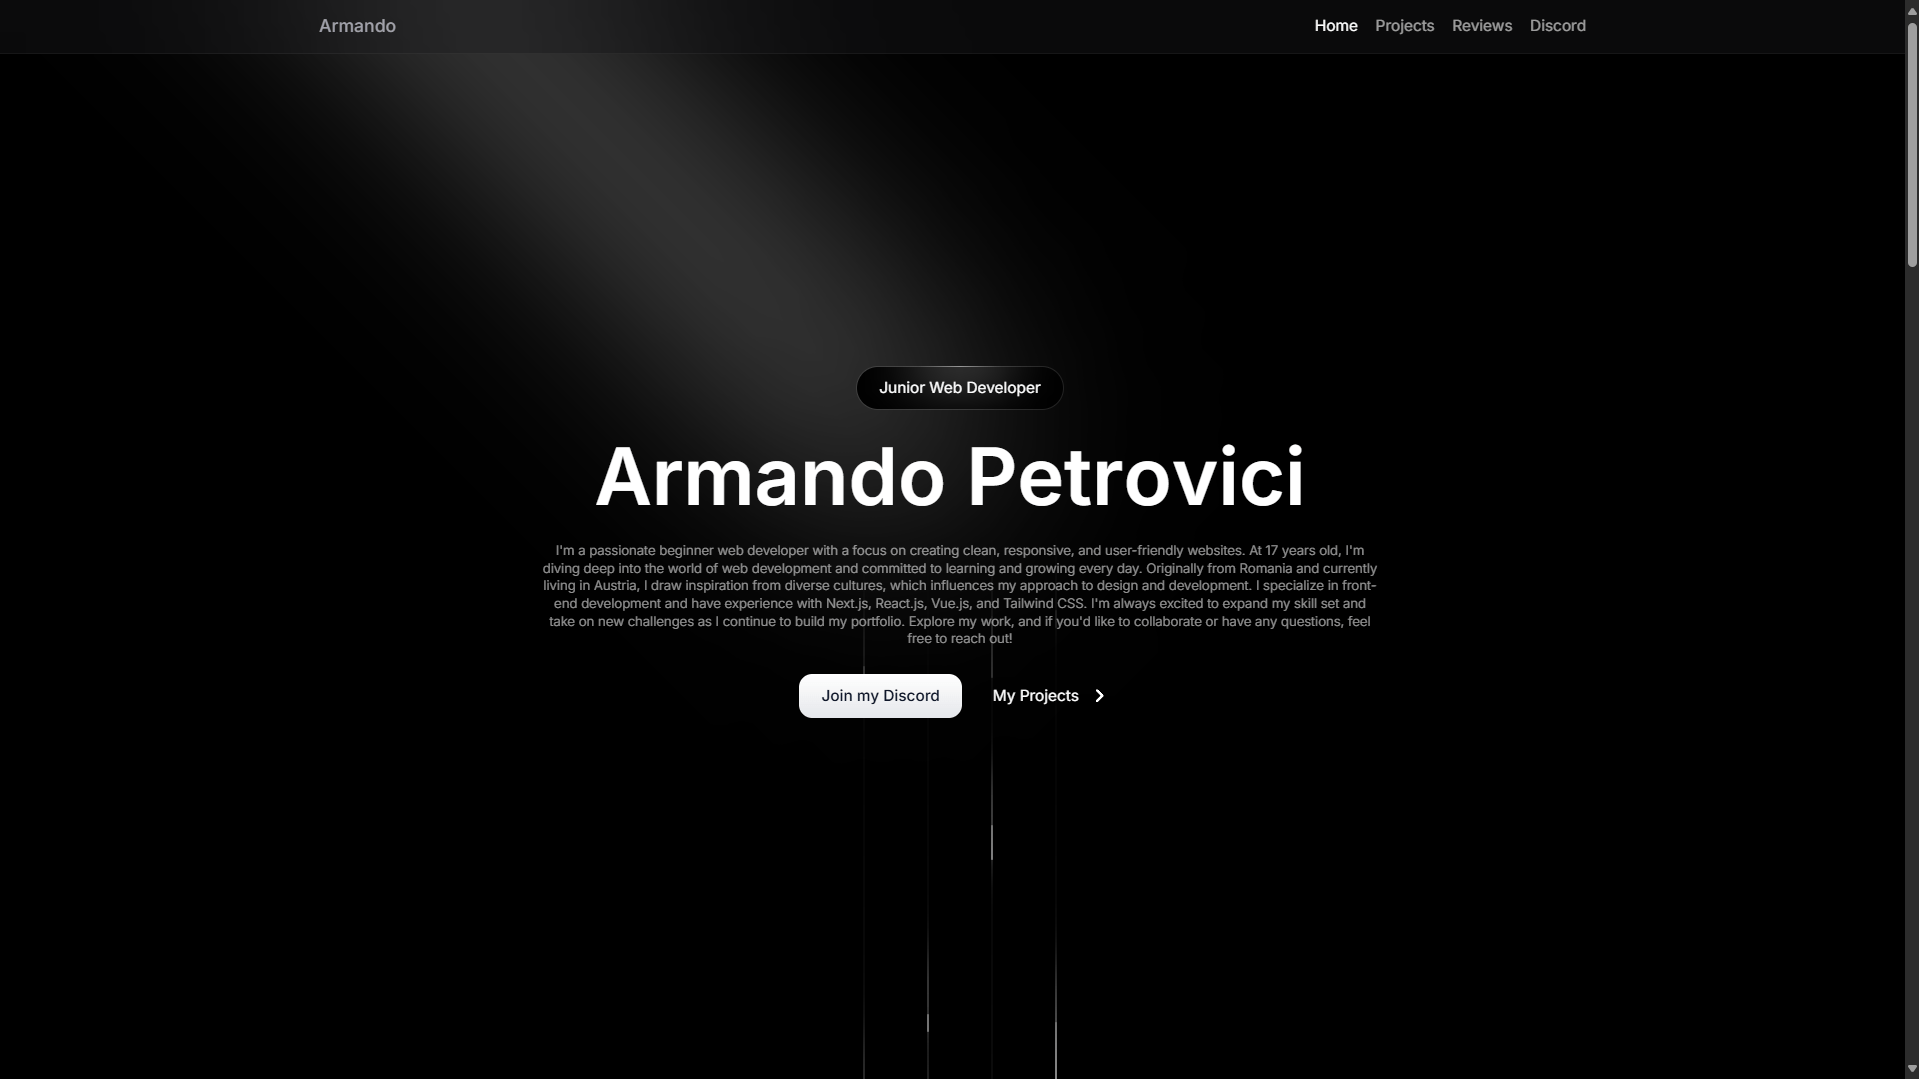 Armando
Home Projects Reviews Discord
Junior Web Developer
Armando Petrovici
I'm a passionate beginner web developer with a focus on creating clean, responsive, and user-friendly websites. At 17 years old, I'm
diving deep into the world of web development and committed to learning and growing every day. Originally from Romania and currently
living in Austria, I draw inspiration from diverse cultures, which influences my approach to design and development. I specialize in front-
end development and have experience with Next.js, React.js, Vue.js, and Tailwind CSS. I'm always excited to expand my skill set and
take on new challenges as I continue to build my portfolio. Explore my work, and if you'd like to collaborate or have any questions, feel
free to reach out!
Join my Discord
My Projects